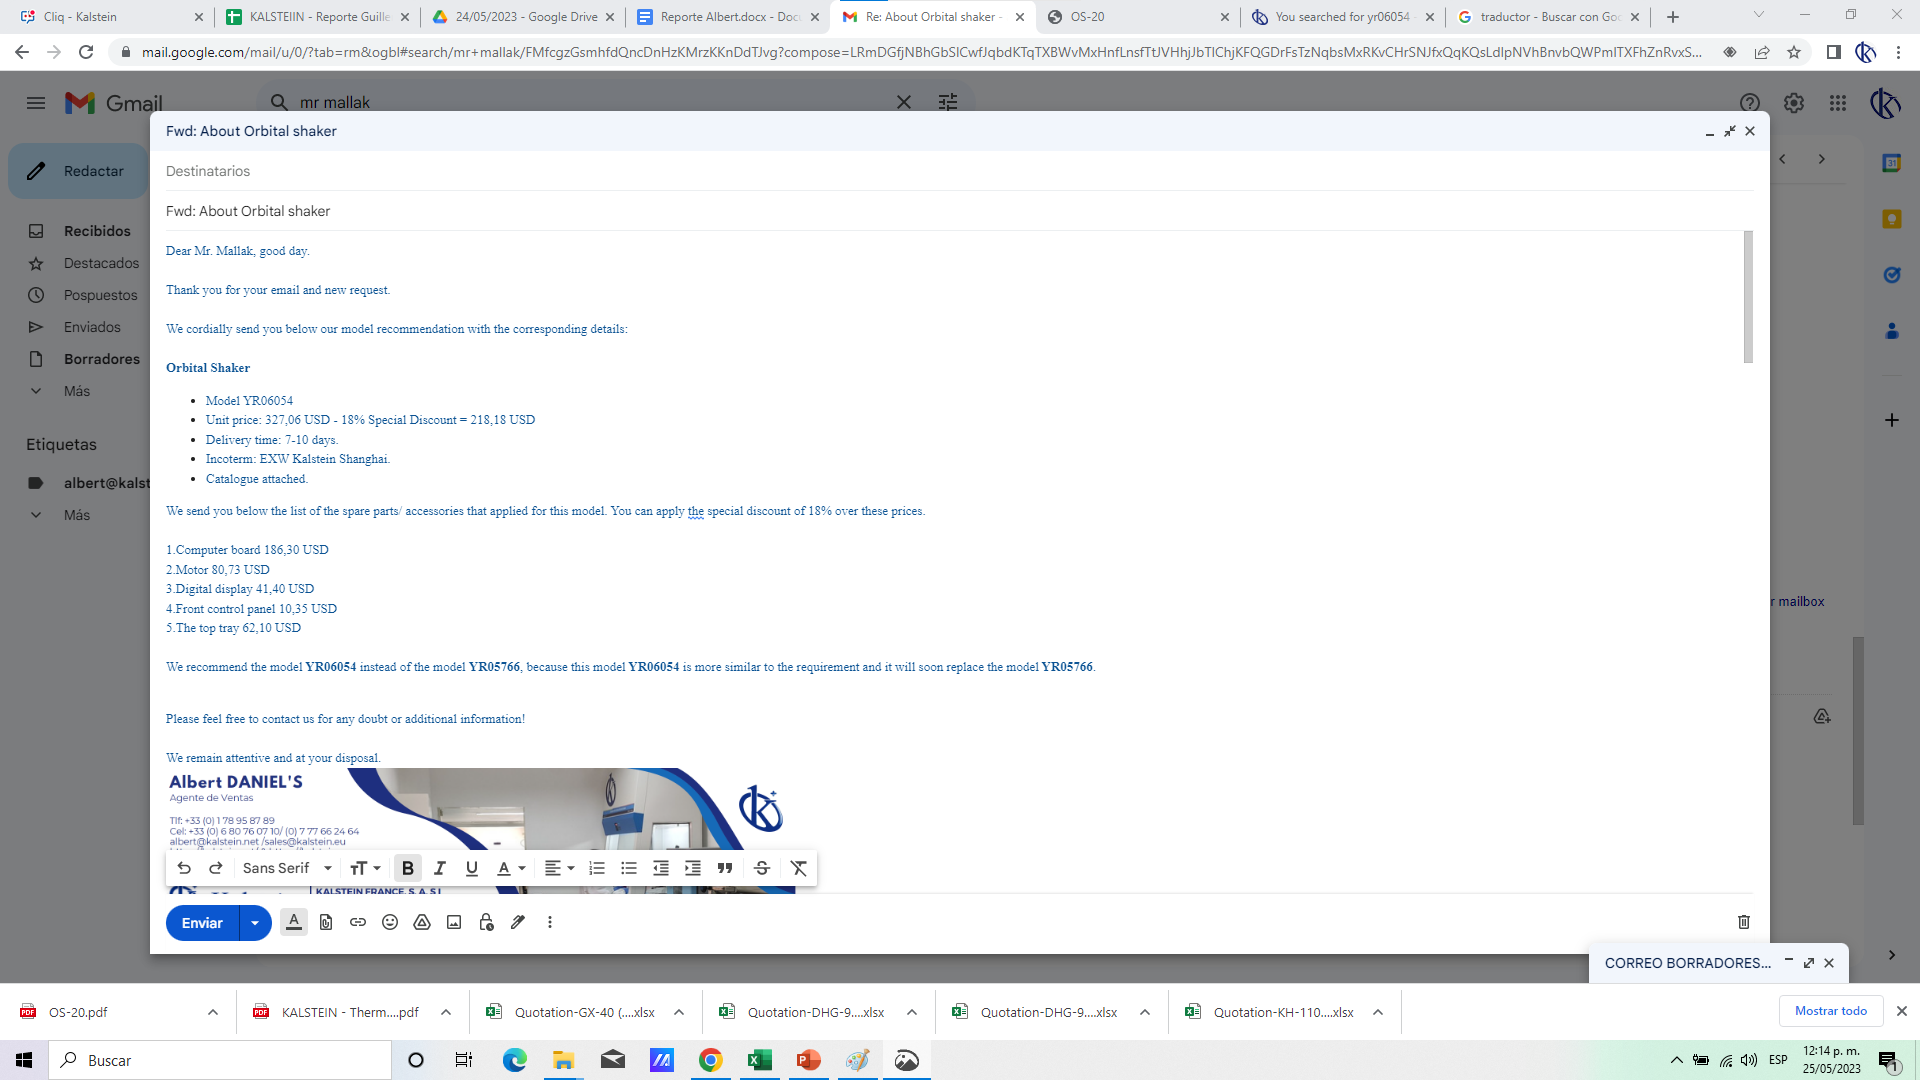 Cliq - Kalstein
KALSTEIIN - Reporte Guille
24/05/2023 - Google Drive
Reporte Albert.docx - Docu
Re: About Orbital shaker -
OS-20
You searched for yr06054
traductor - Buscar con Goo
mail.google.com/mail/u/0/?tab=rm&ogbl#search/mr+mallak/
Gmail
mr mallak
Redactar
Recibidos
Destacados
Pospuestos
Enviados
Borradores
Más
Etiquetas
albert@kalst
Más
Fwd: About Orbital shaker
Destinatarios
Fwd: About Orbital shaker
Dear Mr. Mallak, good day.
Thank you for your email and new request.
We cordially send you below our model recommendation with the corresponding details:
Orbital Shaker
• Model YR06054
• Unit price: 327,06 USD - 18% Special Discount = 218,18 USD
• Delivery time: 7-10 days.
• Incoterm: EXW Kalstein Shanghai.
• Catalogue attached.
We send you below the list of the spare parts/ accessories that applied for this model. You can apply the special discount of 18% over these prices.
1.Computer board 186,30 USD
2.Motor 80,73 USD
3.Digital display 41,40 USD
4.Front control panel 10,35 USD
5.The top tray 62,10 USD
We recommend the model YR06054 instead of the model YR05766, because this model YR06054 is more similar to the requirement and it will soon replace the model YR05766.
Please feel free to contact us for any doubt or additional information!
We remain attentive and at your disposal.
Albert DANIEL'S
Agente de Ventas
Tlf: +33 (0) 1 78 95 87 89
Cel: +33 (0) 6 80 76 07 10/ (0) 7 77 66 24 64
albert@kalstein.net /sales@kalstein.eu
KALSTEIN FRANCE, S. A. S.
Sans Serif
Enviar
r mailbox
CORREO BORRADORES...
OS-20.pdf
KALSTEIN - Therm....pdf
Quotation-GX-40 (....xlsx
Quotation-DHG-9....xlsx
Quotation-DHG-9....xlsx
Quotation-KH-110....xlsx
Mostrar todo
Buscar
ESP
12:14 p. m.
25/05/2023
1